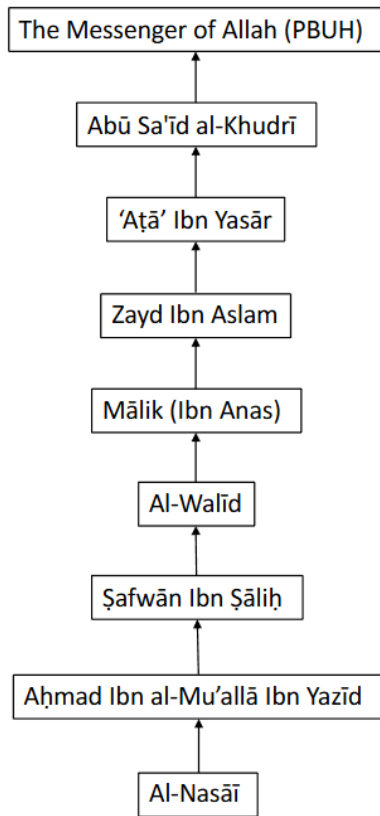 The Messenger of Allah (PBUH)
Abū Sa'īd al-Khudrī
‘Aṭā’ Ibn Yasār
Zayd Ibn Aslam
Mālik (Ibn Anas)
Al-Walīd
Ṣafwān Ibn Ṣāliḥ
Aḥmad Ibn al-Mu’allā Ibn Yazīd
Al-Nasāī